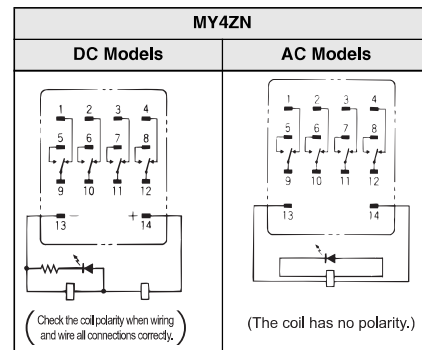 MY4ZN
DC Models
AC Models
1 2 3 4
5 6 7 8
9 10 11 12
13 − + 14
(Check the coil polarity when wiring
and wire all connections correctly.)
1 2 3 4
5 6 7 8
9 10 11 12
13 14
(The coil has no polarity.)